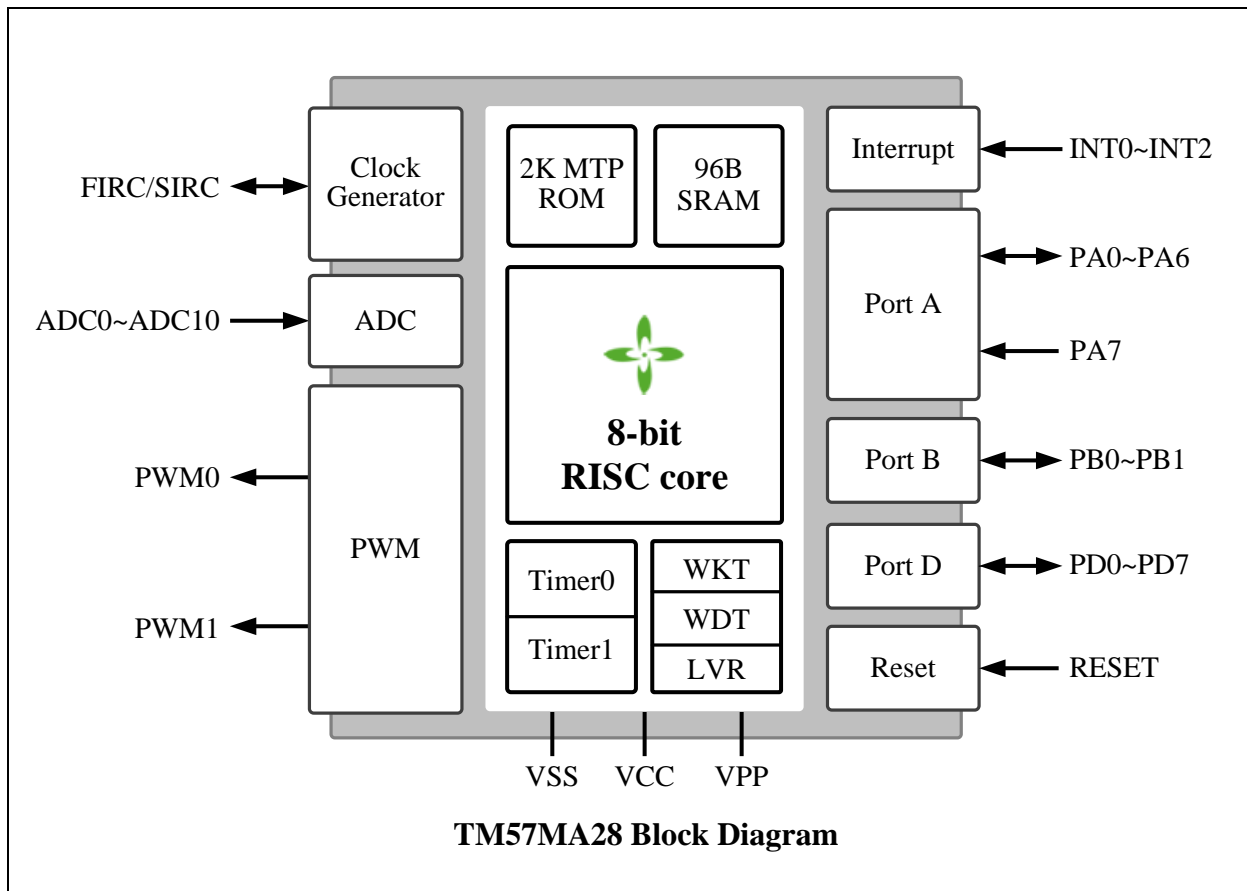 Clock
Generator
FIRC/SIRC
ADC0~ADC10
ADC
PWM0
PWM
PWM1
2K MTP
ROM
96B
SRAM
8-bit
RISC core
Timer0
Timer1
WKT
WDT
LVR
Interrupt
INT0~INT2
Port A
PA0~PA6
PA7
Port B
PB0~PB1
Port D
PD0~PD7
Reset
RESET
VSS
VCC
VPP
TM57MA28 Block Diagram